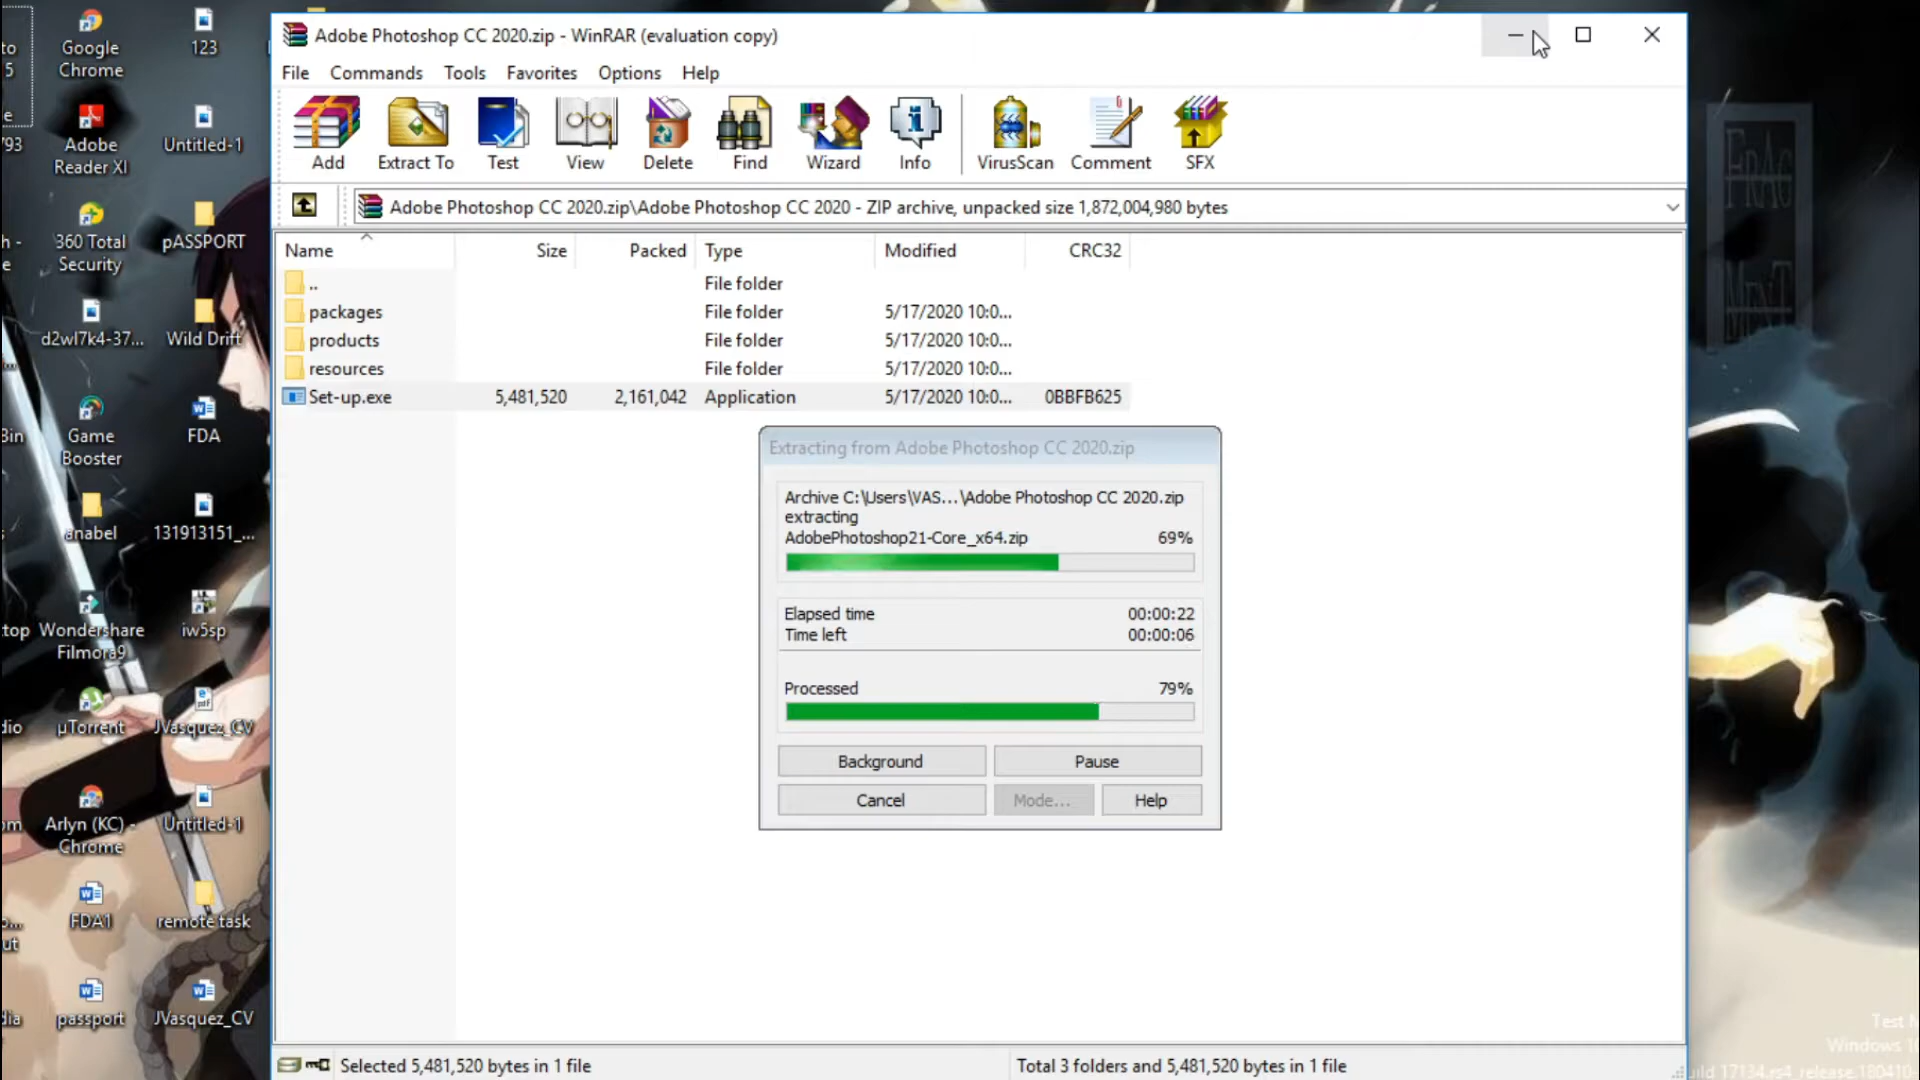 Adobe Photoshop CC 2020.zip - WinRAR (evaluation copy)
File Commands Tools Favorites Options Help
Add Extract To Test View Delete Find Wizard Info VirusScan Comment SFX
Adobe Photoshop CC 2020.zip\Adobe Photoshop CC 2020 - ZIP archive, unpacked size 1,872,004,980 bytes
Name Size Packed Type Modified CRC32
.. File folder
packages File folder 5/17/2020 10:0...
products File folder 5/17/2020 10:0...
resources File folder 5/17/2020 10:0...
Set-up.exe 5,481,520 2,161,042 Application 5/17/2020 10:0... 0BBFB625
Extracting from Adobe Photoshop CC 2020.zip
Archive C:\Users\VAS...\Adobe Photoshop CC 2020.zip
extracting
AdobePhotoshop21-Core_x64.zip 69%
Elapsed time 00:00:22
Time left 00:00:06
Processed 79%
Background Pause
Cancel Mode... Help
Selected 5,481,520 bytes in 1 file
Total 3 folders and 5,481,520 bytes in 1 file
Google
Chrome
123
Adobe
Reader XI
Untitled-1
360 Total
Security
pASSPORT
d2wl7k4-37...
Wild Drift
Game
Booster
FDA
anabel
131913151_...
Wondershare
Filmora9
iw5sp
µTorrent
JVasquez_CV
Arlyn (KC) -
Chrome
Untitled-1
FDA1
remote task
passport
JVasquez_CV
FRAG
MENT
Test
Windows
17134.rs4_release.180410-